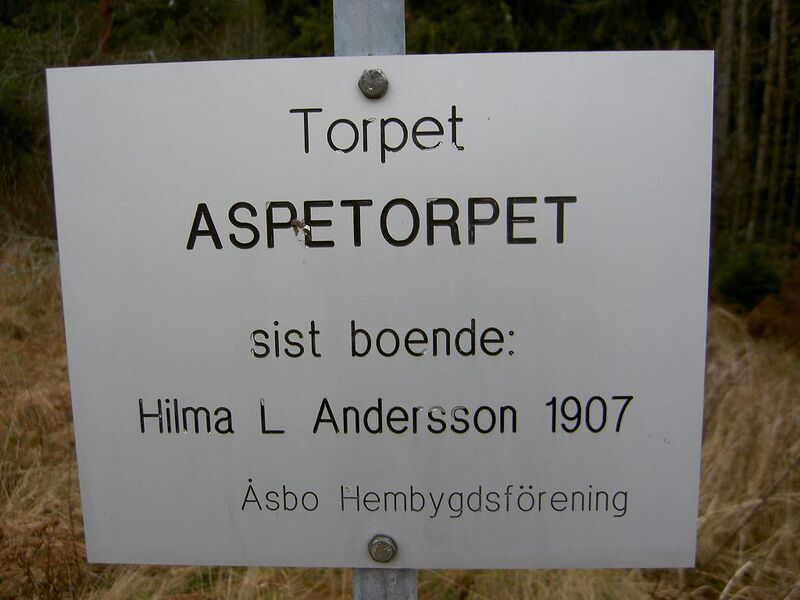 Torpet
ASPETORPET
sist boende:
Hilma L Andersson 1907
Åsbo Hembygdsförening